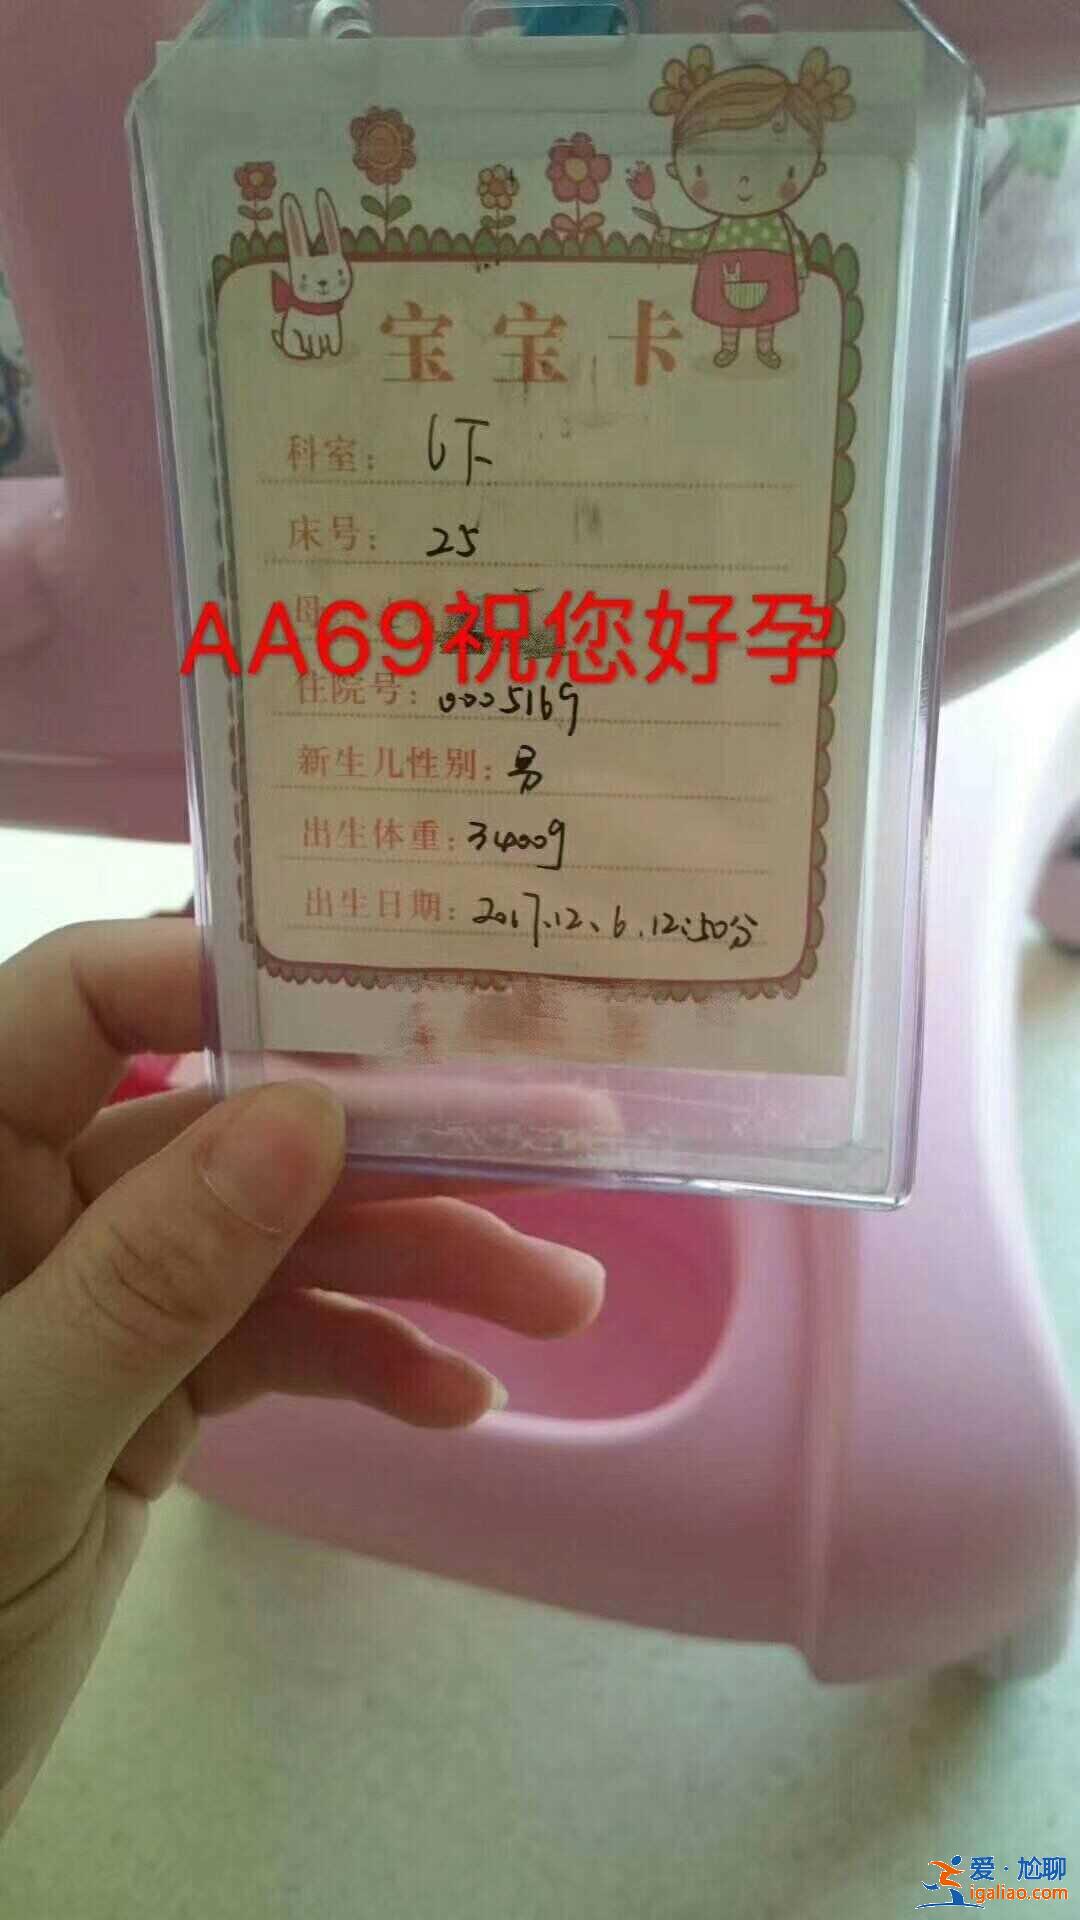 宝宝卡
科室：
床号：25
母
AA69祝您好孕
住院号：0005169
新生儿性别：男
出生体重：3400g
出生日期：2017、12、6、12:50分
爱·尬聊
igaliao.com